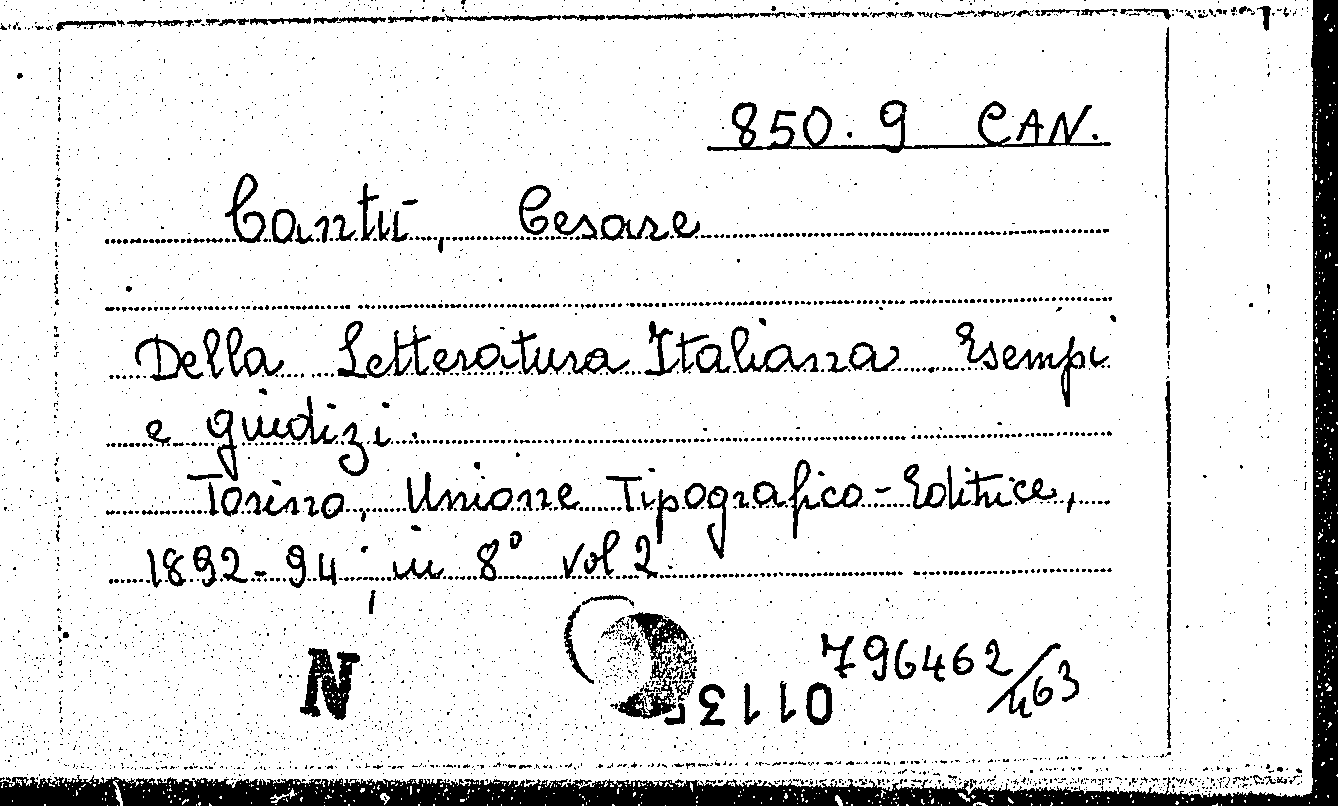 850.9 CAN.
Cantù, Cesare
Della Letteratura Italiana. Esempi
e giudizi.
Torino, Unione Tipografico-Editrice,
1892-94; in 8° vol 2.
796462/463
N